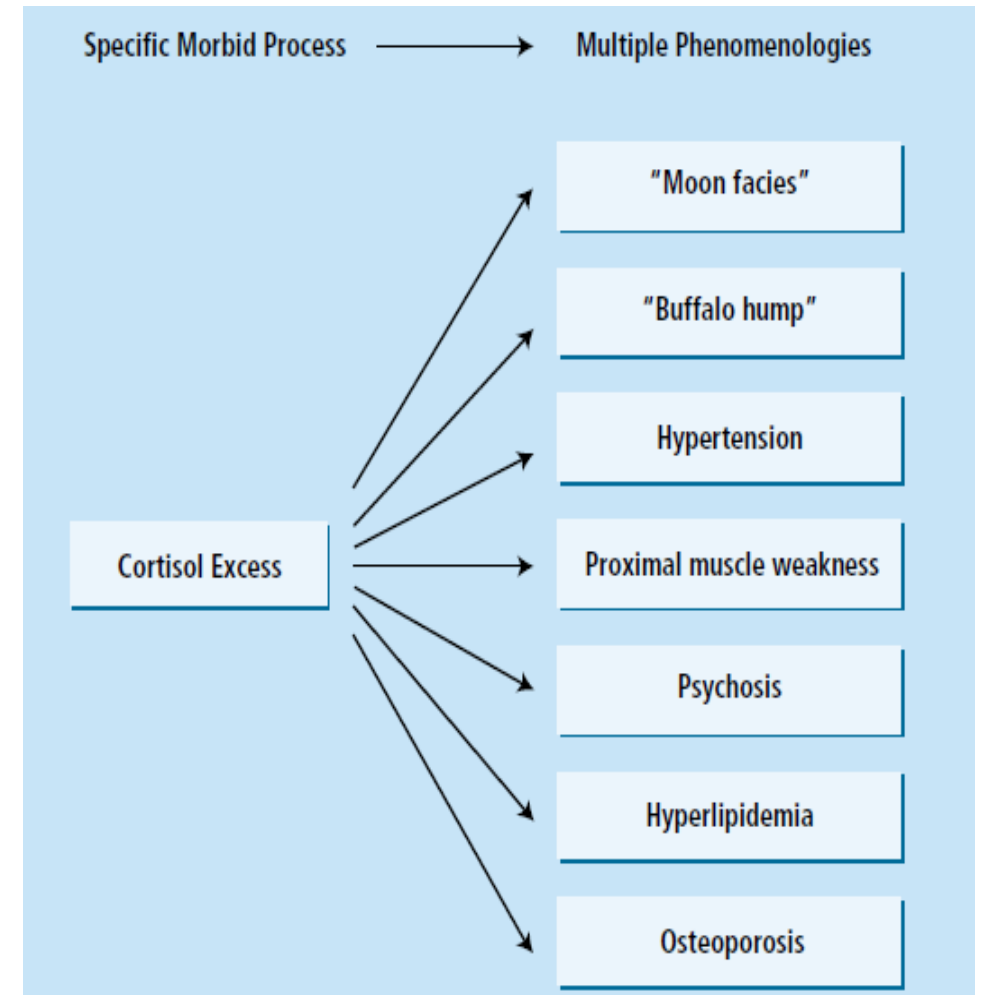 Specific Morbid Process
Multiple Phenomenologies
"Moon facies"
"Buffalo hump"
Hypertension
Cortisol Excess
Proximal muscle weakness
Psychosis
Hyperlipidemia
Osteoporosis